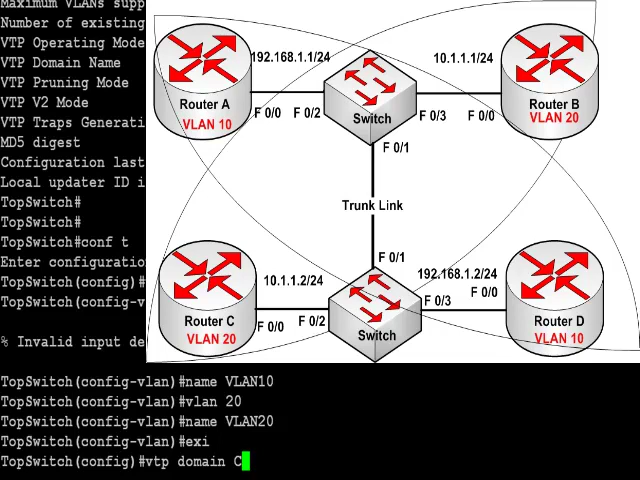 Maximum VLANs supp
Number of existing
VTP Operating Mode
VTP Domain Name
VTP Pruning Mode
VTP V2 Mode
VTP Traps Generati
MD5 digest
Configuration last
Local updater ID i
TopSwitch#
TopSwitch#
TopSwitch#conf t
Enter configuratio
TopSwitch(config)#
TopSwitch(config-v
% Invalid input de
TopSwitch(config-vlan)#name VLAN10
TopSwitch(config-vlan)#vlan 20
TopSwitch(config-vlan)#name VLAN20
TopSwitch(config-vlan)#exi
TopSwitch(config)#vtp domain C
192.168.1.1/24
10.1.1.1/24
Router A
VLAN 10
F 0/0
F 0/2
Switch
F 0/3
F 0/0
Router B
VLAN 20
F 0/1
Trunk Link
F 0/1
10.1.1.2/24
192.168.1.2/24
F 0/0
Router C
VLAN 20
F 0/0
F 0/2
F 0/3
Switch
Router D
VLAN 10